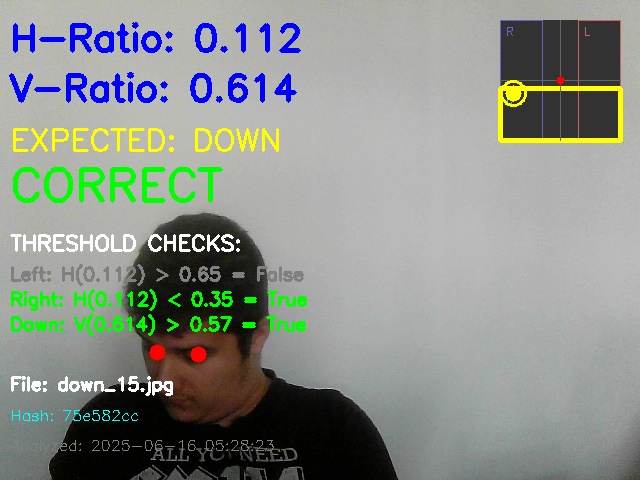 H-Ratio: 0.112
V-Ratio: 0.614
R L
EXPECTED: DOWN
CORRECT
THRESHOLD CHECKS:
Left: H(0.112) > 0.65 = False
Right: H(0.112) < 0.35 = True
Down: V(0.614) > 0.57 = True
File: down_15.jpg
Hash: 75e582cc
Analyzed: 2025-06-16 05:28:23
ALL YOU NEED